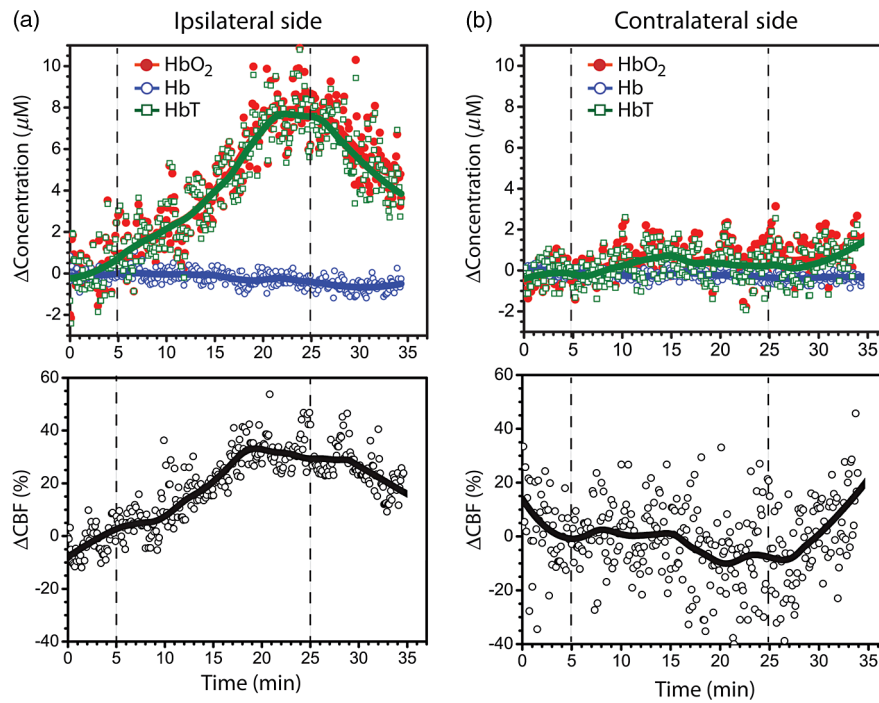 (a) Ipsilateral side
ΔConcentration (μM)
10
8
6
4
2
0
-2
HbO2
Hb
HbT
0 5 10 15 20 25 30 35
ΔCBF (%)
60
40
20
0
-20
-40
0 5 10 15 20 25 30 35
Time (min)
(b) Contralateral side
ΔConcentration (μM)
10
8
6
4
2
0
-2
HbO2
Hb
HbT
0 5 10 15 20 25 30 35
ΔCBF (%)
60
40
20
0
-20
-40
0 5 10 15 20 25 30 35
Time (min)